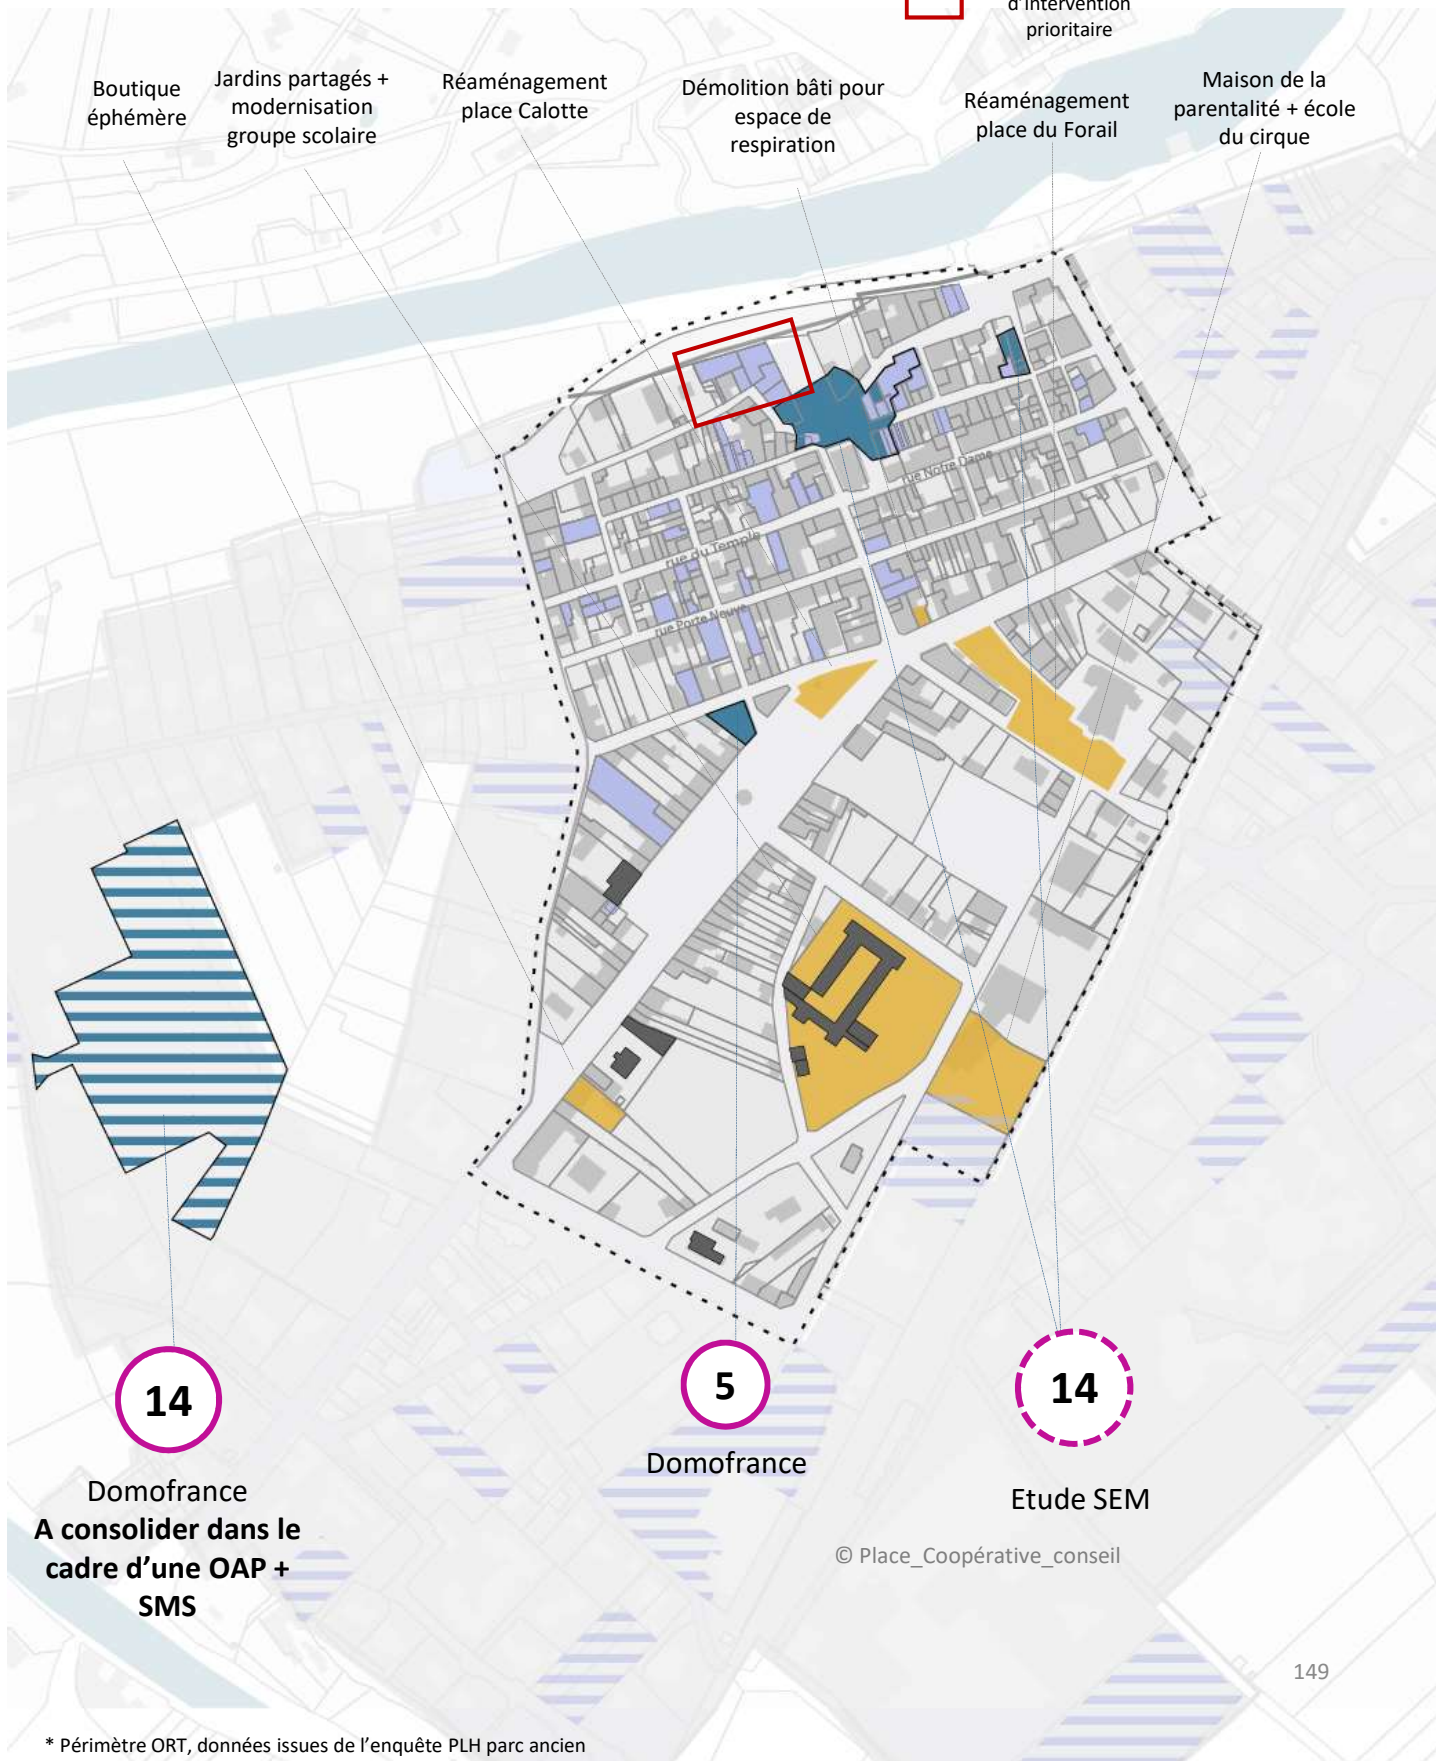 d'intervention
prioritaire
Boutique
éphémère
Jardins partagés +
modernisation
groupe scolaire
Réaménagement
place Calotte
Démolition bâti pour
espace de
respiration
Réaménagement
place du Forail
Maison de la
parentalité + école
du cirque
rue Notre Dame
rue du Temple
rue Porte Neuve
14
Domofrance
A consolider dans le
cadre d'une OAP +
SMS
5
Domofrance
14
Etude SEM
© Place_Coopérative_conseil
149
* Périmètre ORT, données issues de l'enquête PLH parc ancien